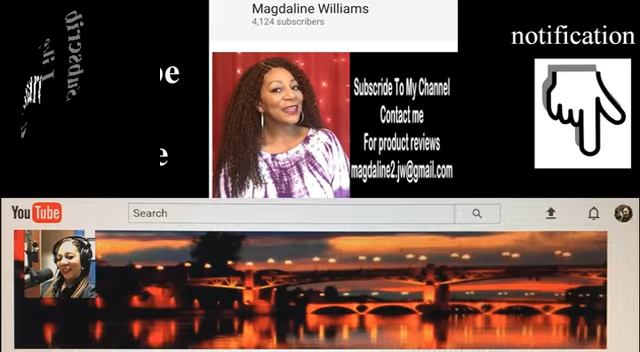 Magdaline Williams
4,124 subscribers
notification
Subscride To My Channel
Contact me
For product reviews
magdaline2.jw@gmail.com
YouTube
Search